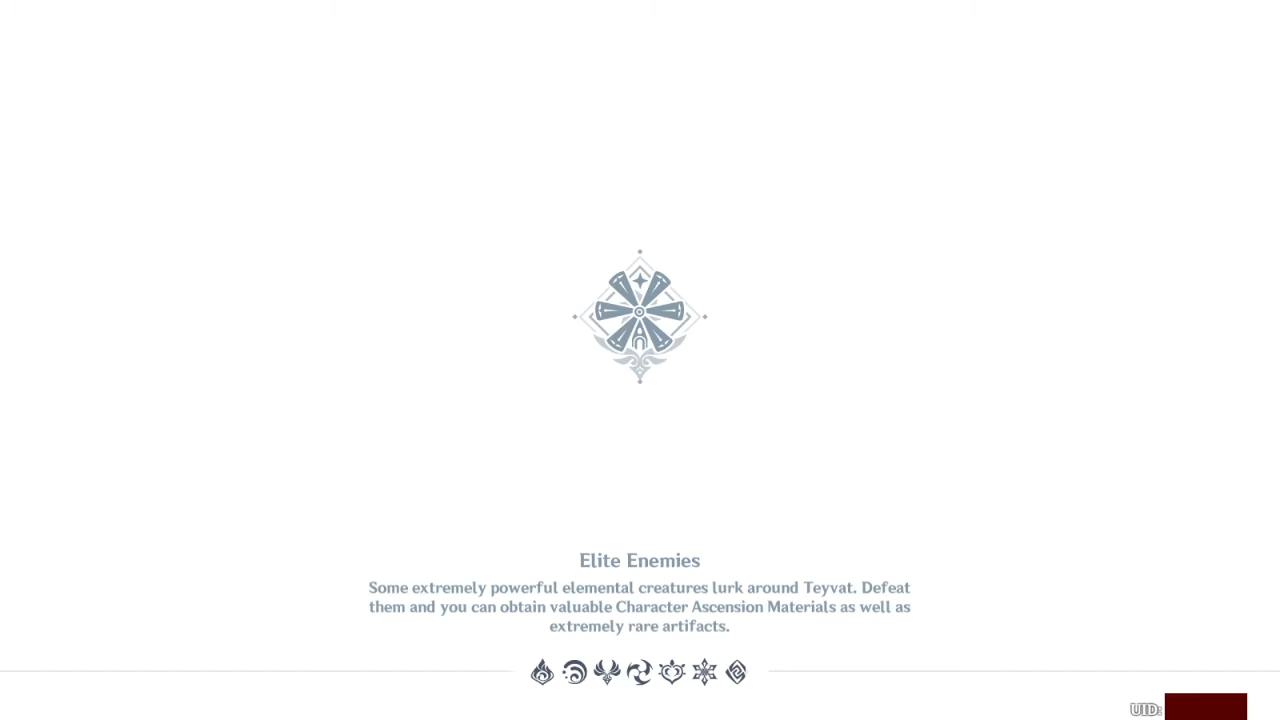 Elite Enemies
Some extremely powerful elemental creatures lurk around Teyvat. Defeat
them and you can obtain valuable Character Ascension Materials as well as
extremely rare artifacts.
UID: